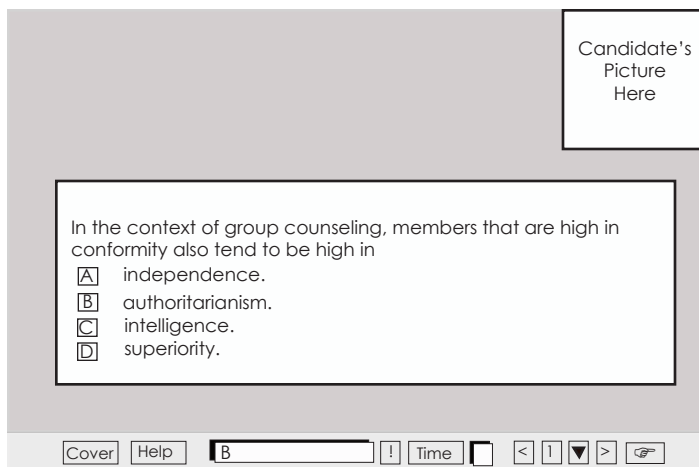 Candidate's
Picture
Here
In the context of group counseling, members that are high in
conformity also tend to be high in
A independence.
B authoritarianism.
C intelligence.
D superiority.
Cover Help B ! Time < 1 ▼ > ☞